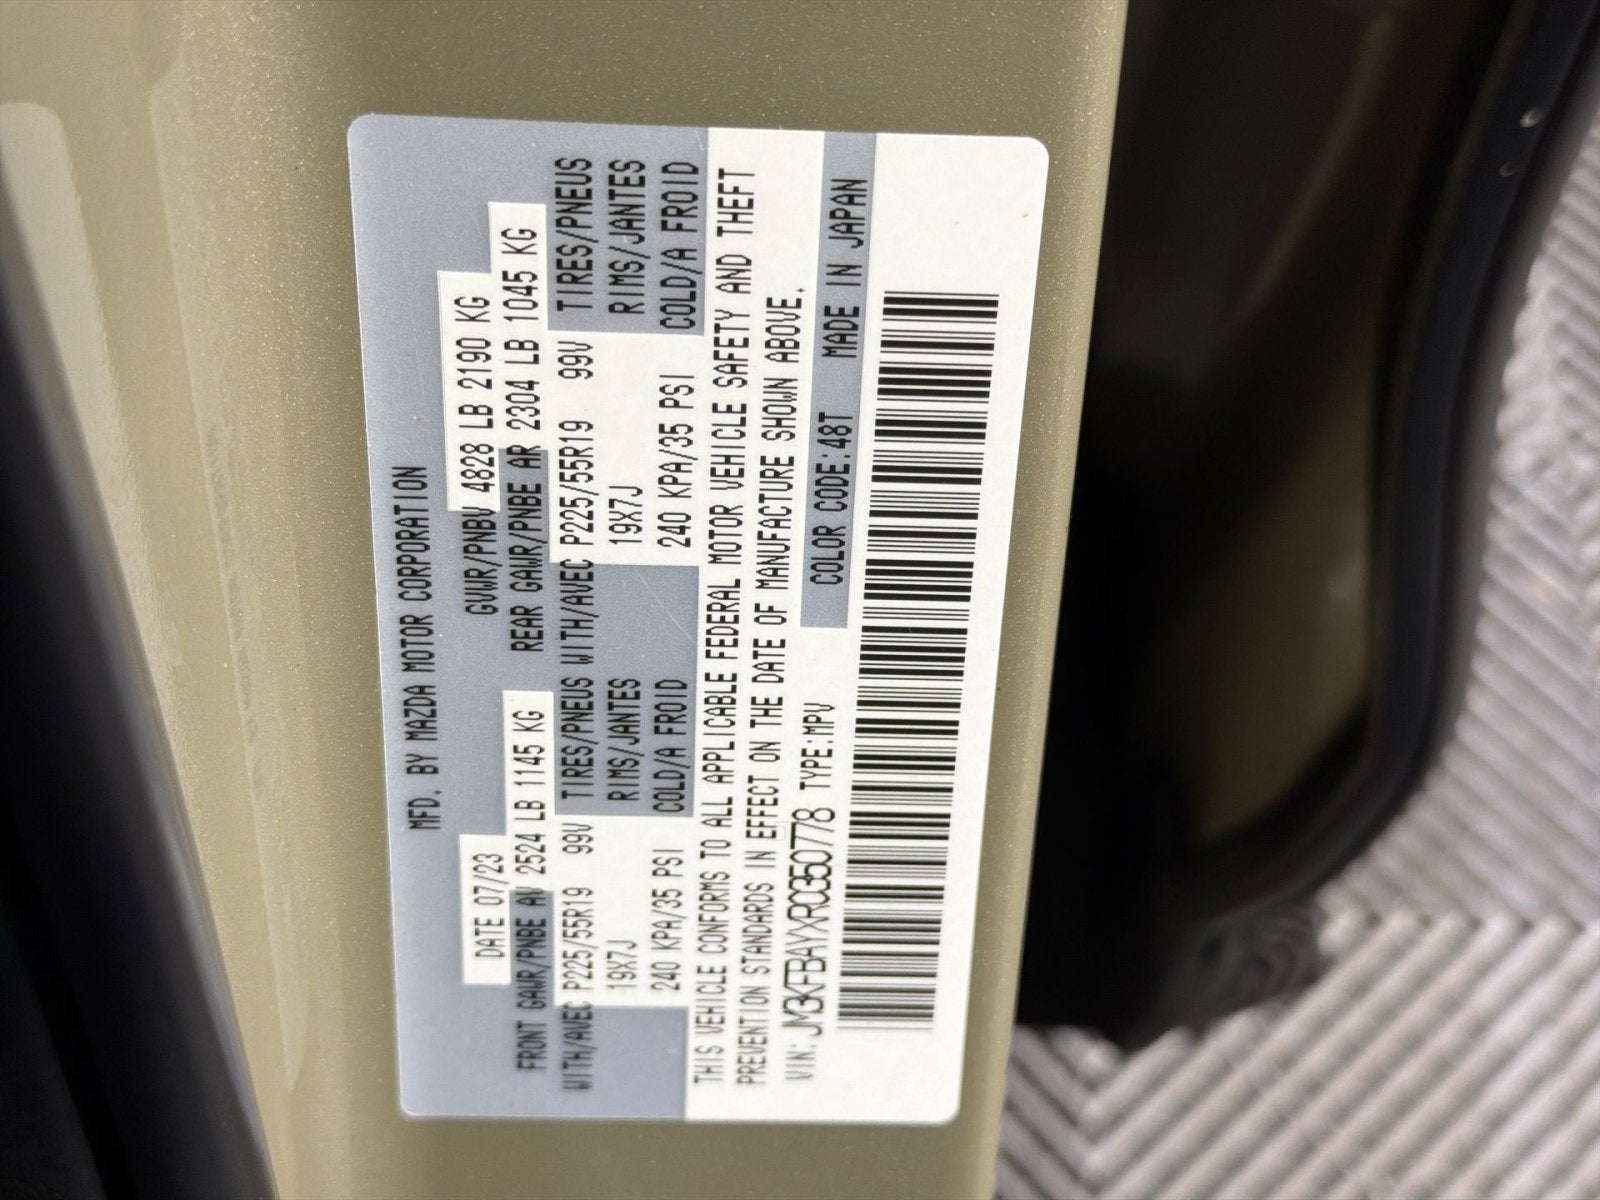 MFD. BY MAZDA MOTOR CORPORATION
DATE 07/23 GVWR/PNBV 4828 LB 2190 KG
FRONT GAWR/PNBE AV 2524 LB 1145 KG REAR GAWR/PNBE AR 2304 LB 1045 KG
WITH/AVEC P225/55R19 99V TIRES/PNEUS WITH/AVEC P225/55R19 99V TIRES/PNEUS
19X7J RIMS/JANTES 19X7J RIMS/JANTES
240 KPA/35 PSI COLD/A FROID 240 KPA/35 PSI COLD/A FROID
THIS VEHICLE CONFORMS TO ALL APPLICABLE FEDERAL MOTOR VEHICLE SAFETY AND THEFT
PREVENTION STANDARDS IN EFFECT ON THE DATE OF MANUFACTURE SHOWN ABOVE.
VIN: JM3KFBAYXR0350778 TYPE:MPV COLOR CODE:48T MADE IN JAPAN